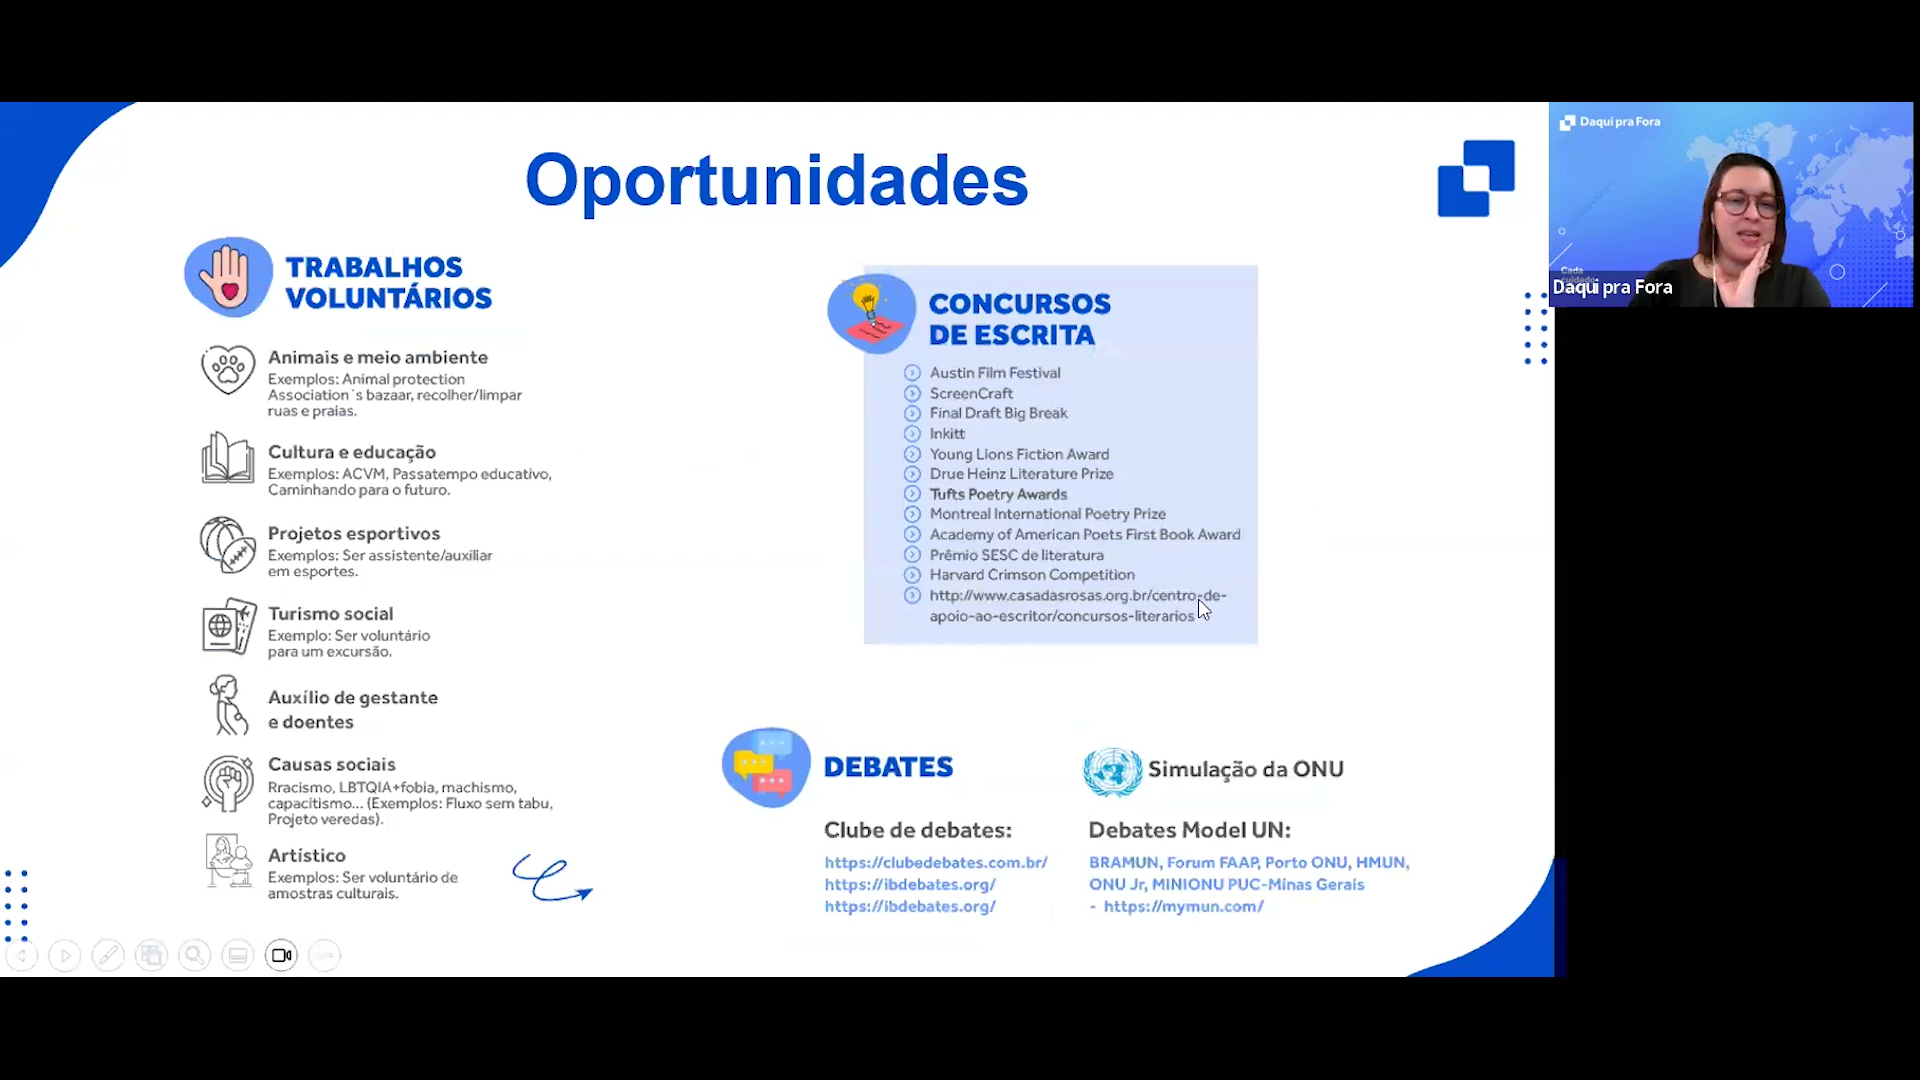 Oportunidades
TRABALHOS
VOLUNTÁRIOS
Animais e meio ambiente
Exemplos: Animal protection
Association´s bazaar, recolher/limpar
ruas e praias.
Cultura e educação
Exemplos: ACVM, Passatempo educativo,
Caminhando para o futuro.
Projetos esportivos
Exemplos: Ser assistente/auxiliar
em esportes.
Turismo social
Exemplo: Ser voluntário
para um excursão.
Auxílio de gestante
e doentes
Causas sociais
Rracismo, LBTQIA+fobia, machismo,
capacitismo... (Exemplos: Fluxo sem tabu,
Projeto veredas).
Artístico
Exemplos: Ser voluntário de
amostras culturais.
CONCURSOS
DE ESCRITA
Austin Film Festival
ScreenCraft
Final Draft Big Break
Inkitt
Young Lions Fiction Award
Drue Heinz Literature Prize
Tufts Poetry Awards
Montreal International Poetry Prize
Academy of American Poets First Book Award
Prêmio SESC de literatura
Harvard Crimson Competition
http://www.casadasrosas.org.br/centro-de-
apoio-ao-escritor/concursos-literarios
DEBATES
Clube de debates:
https://clubedebates.com.br/
https://ibdebates.org/
https://ibdebates.org/
Simulação da ONU
Debates Model UN:
BRAMUN, Forum FAAP, Porto ONU, HMUN,
ONU Jr, MINIONU PUC-Minas Gerais
- https://mymun.com/
Daqui pra Fora
Cada
Daqui pra Fora